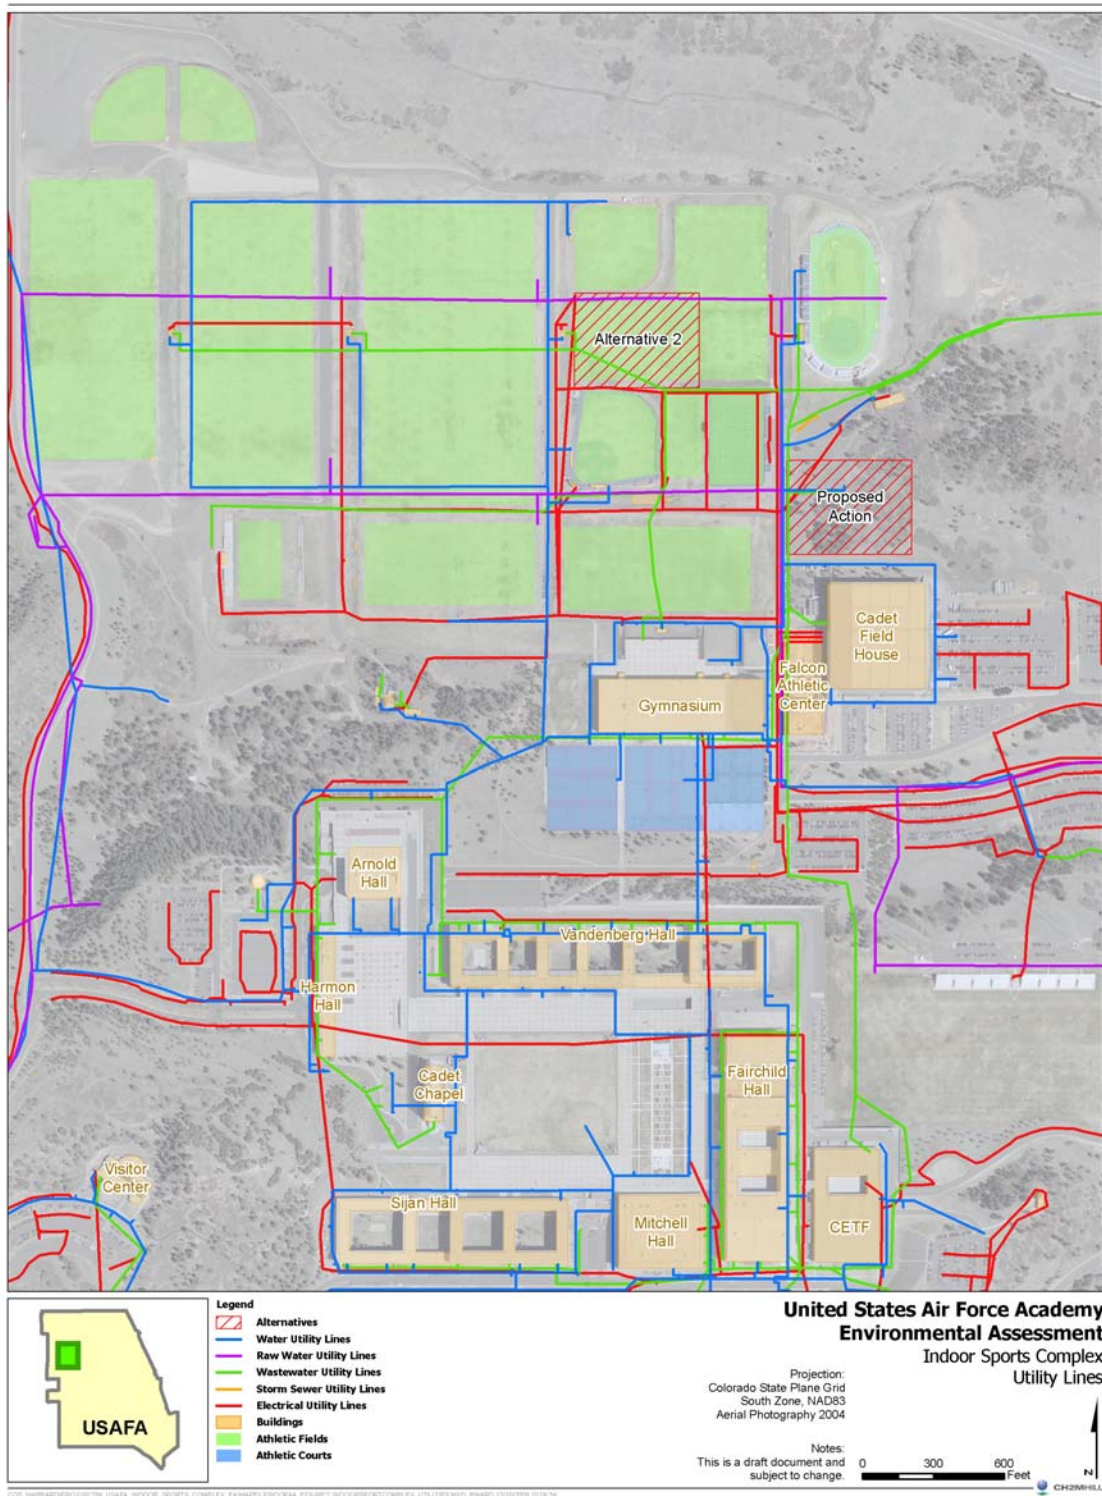 Alternative 2
Proposed
Action
Cadet
Field
House
Falcon
Athletic
Center
Gymnasium
Arnold
Hall
Vandenberg Hall
Harmon
Hall
Cadet
Chapel
Fairchild
Hall
Visitor
Center
Sijan Hall
Mitchell
Hall
CETF
USAFA
Legend
Alternatives
Water Utility Lines
Raw Water Utility Lines
Wastewater Utility Lines
Storm Sewer Utility Lines
Electrical Utility Lines
Buildings
Athletic Fields
Athletic Courts
United States Air Force Academy
Environmental Assessment
Indoor Sports Complex
Utility Lines
Projection:
Colorado State Plane Grid
South Zone, NAD83
Aerial Photography 2004
Notes:
This is a draft document and
subject to change.
0 300 600
Feet
N
CH2MHILL